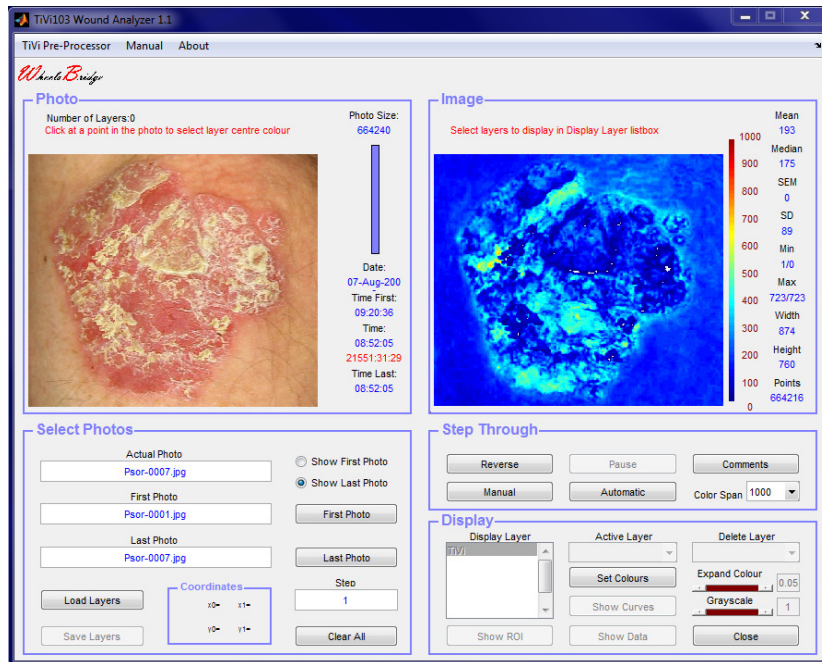 TiVi103 Wound Analyzer 1.1
TiVi Pre-Processor Manual About
WheelsBridge
Photo
Number of Layers:0
Click at a point in the photo to select layer centre colour
Photo Size:
664240
Date:
07-Aug-200
Time First:
09:20:36
Time:
08:52:05
21551:31:29
Time Last:
08:52:05
Image
Select layers to display in Display Layer listbox
1000
900
800
700
600
500
400
300
200
100
0
Mean
193
Median
175
SEM
0
SD
89
Min
1/0
Max
723/723
Width
874
Height
760
Points
664216
Select Photos
Actual Photo
Psor-0007.jpg
First Photo
Psor-0001.jpg
Last Photo
Psor-0007.jpg
Show First Photo
Show Last Photo
First Photo
Last Photo
Step
1
Load Layers
Save Layers
Coordinates
x0= x1=
y0= y1=
Clear All
Step Through
Reverse Pause Comments
Manual Automatic Color Span 1000
Display
Display Layer Active Layer Delete Layer
TiVi
Set Colours
Expand Colour
0.05
Show Curves
Grayscale
1
Show ROI Show Data Close